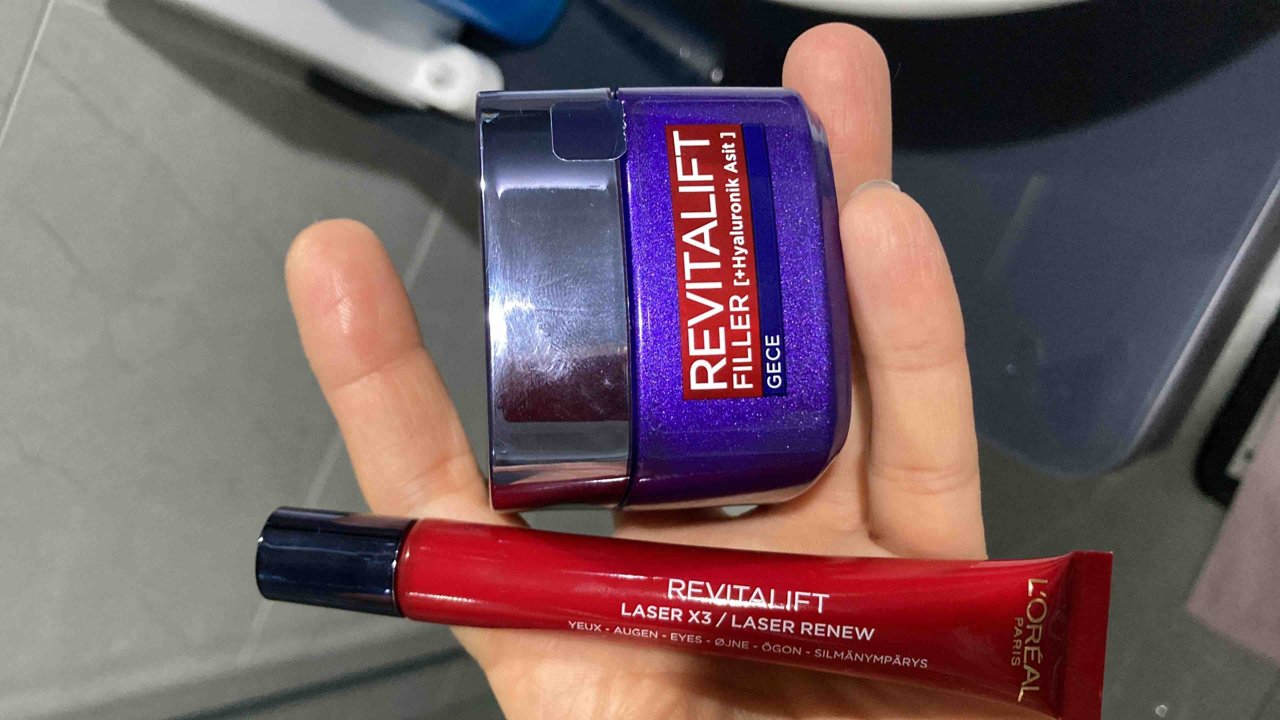 REVITALIFT
FILLER [+Hyaluronik Asit]
GECE
REVITALIFT
LASER X3 / LASER RENEW
YEUX - AUGEN - EYES - ØJNE - ÖGON - SILMÄNYMPÄRYS
L'ORÉAL
PARIS